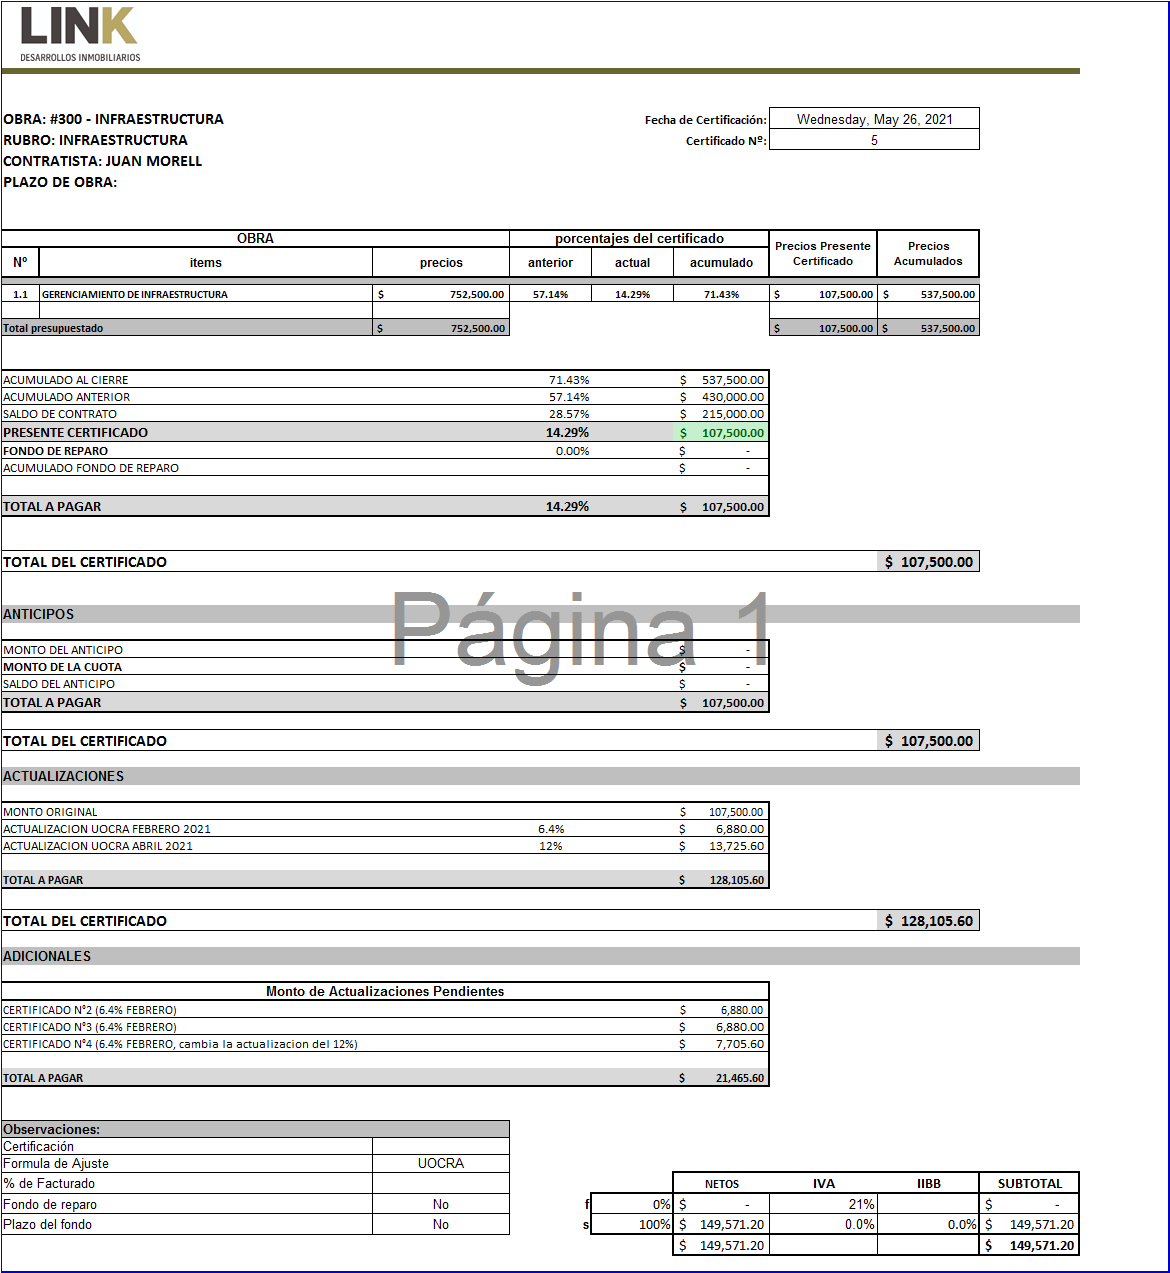 LINK
DESARROLLOS INMOBILIARIOS
OBRA: #300 - INFRAESTRUCTURA
Fecha de Certificación: Wednesday, May 26, 2021
RUBRO: INFRAESTRUCTURA
Certificado Nº: 5
CONTRATISTA: JUAN MORELL
PLAZO DE OBRA:
OBRA porcentajes del certificado Precios Presente Certificado Precios Acumulados
Nº items precios anterior actual acumulado
1.1 GERENCIAMIENTO DE INFRAESTRUCTURA $ 752,500.00 57.14% 14.29% 71.43% $ 107,500.00 $ 537,500.00
Total presupuestado $ 752,500.00 $ 107,500.00 $ 537,500.00
ACUMULADO AL CIERRE 71.43% $ 537,500.00
ACUMULADO ANTERIOR 57.14% $ 430,000.00
SALDO DE CONTRATO 28.57% $ 215,000.00
PRESENTE CERTIFICADO 14.29% $ 107,500.00
FONDO DE REPARO 0.00% $ -
ACUMULADO FONDO DE REPARO $ -
TOTAL A PAGAR 14.29% $ 107,500.00
TOTAL DEL CERTIFICADO $ 107,500.00
Página 1
ANTICIPOS
MONTO DEL ANTICIPO $ -
MONTO DE LA CUOTA $ -
SALDO DEL ANTICIPO $ -
TOTAL A PAGAR $ 107,500.00
TOTAL DEL CERTIFICADO $ 107,500.00
ACTUALIZACIONES
MONTO ORIGINAL $ 107,500.00
ACTUALIZACION UOCRA FEBRERO 2021 6.4% $ 6,880.00
ACTUALIZACION UOCRA ABRIL 2021 12% $ 13,725.60
TOTAL A PAGAR $ 128,105.60
TOTAL DEL CERTIFICADO $ 128,105.60
ADICIONALES
Monto de Actualizaciones Pendientes
CERTIFICADO N°2 (6.4% FEBRERO) $ 6,880.00
CERTIFICADO N°3 (6.4% FEBRERO) $ 6,880.00
CERTIFICADO N°4 (6.4% FEBRERO, cambia la actualizacion del 12%) $ 7,705.60
TOTAL A PAGAR $ 21,465.60
Observaciones:
Certificación
Formula de Ajuste UOCRA
% de Facturado
Fondo de reparo No
Plazo del fondo No
NETOS IVA IIBB SUBTOTAL
f 0% $ - 21% $ -
s 100% $ 149,571.20 0.0% 0.0% $ 149,571.20
$ 149,571.20 $ 149,571.20